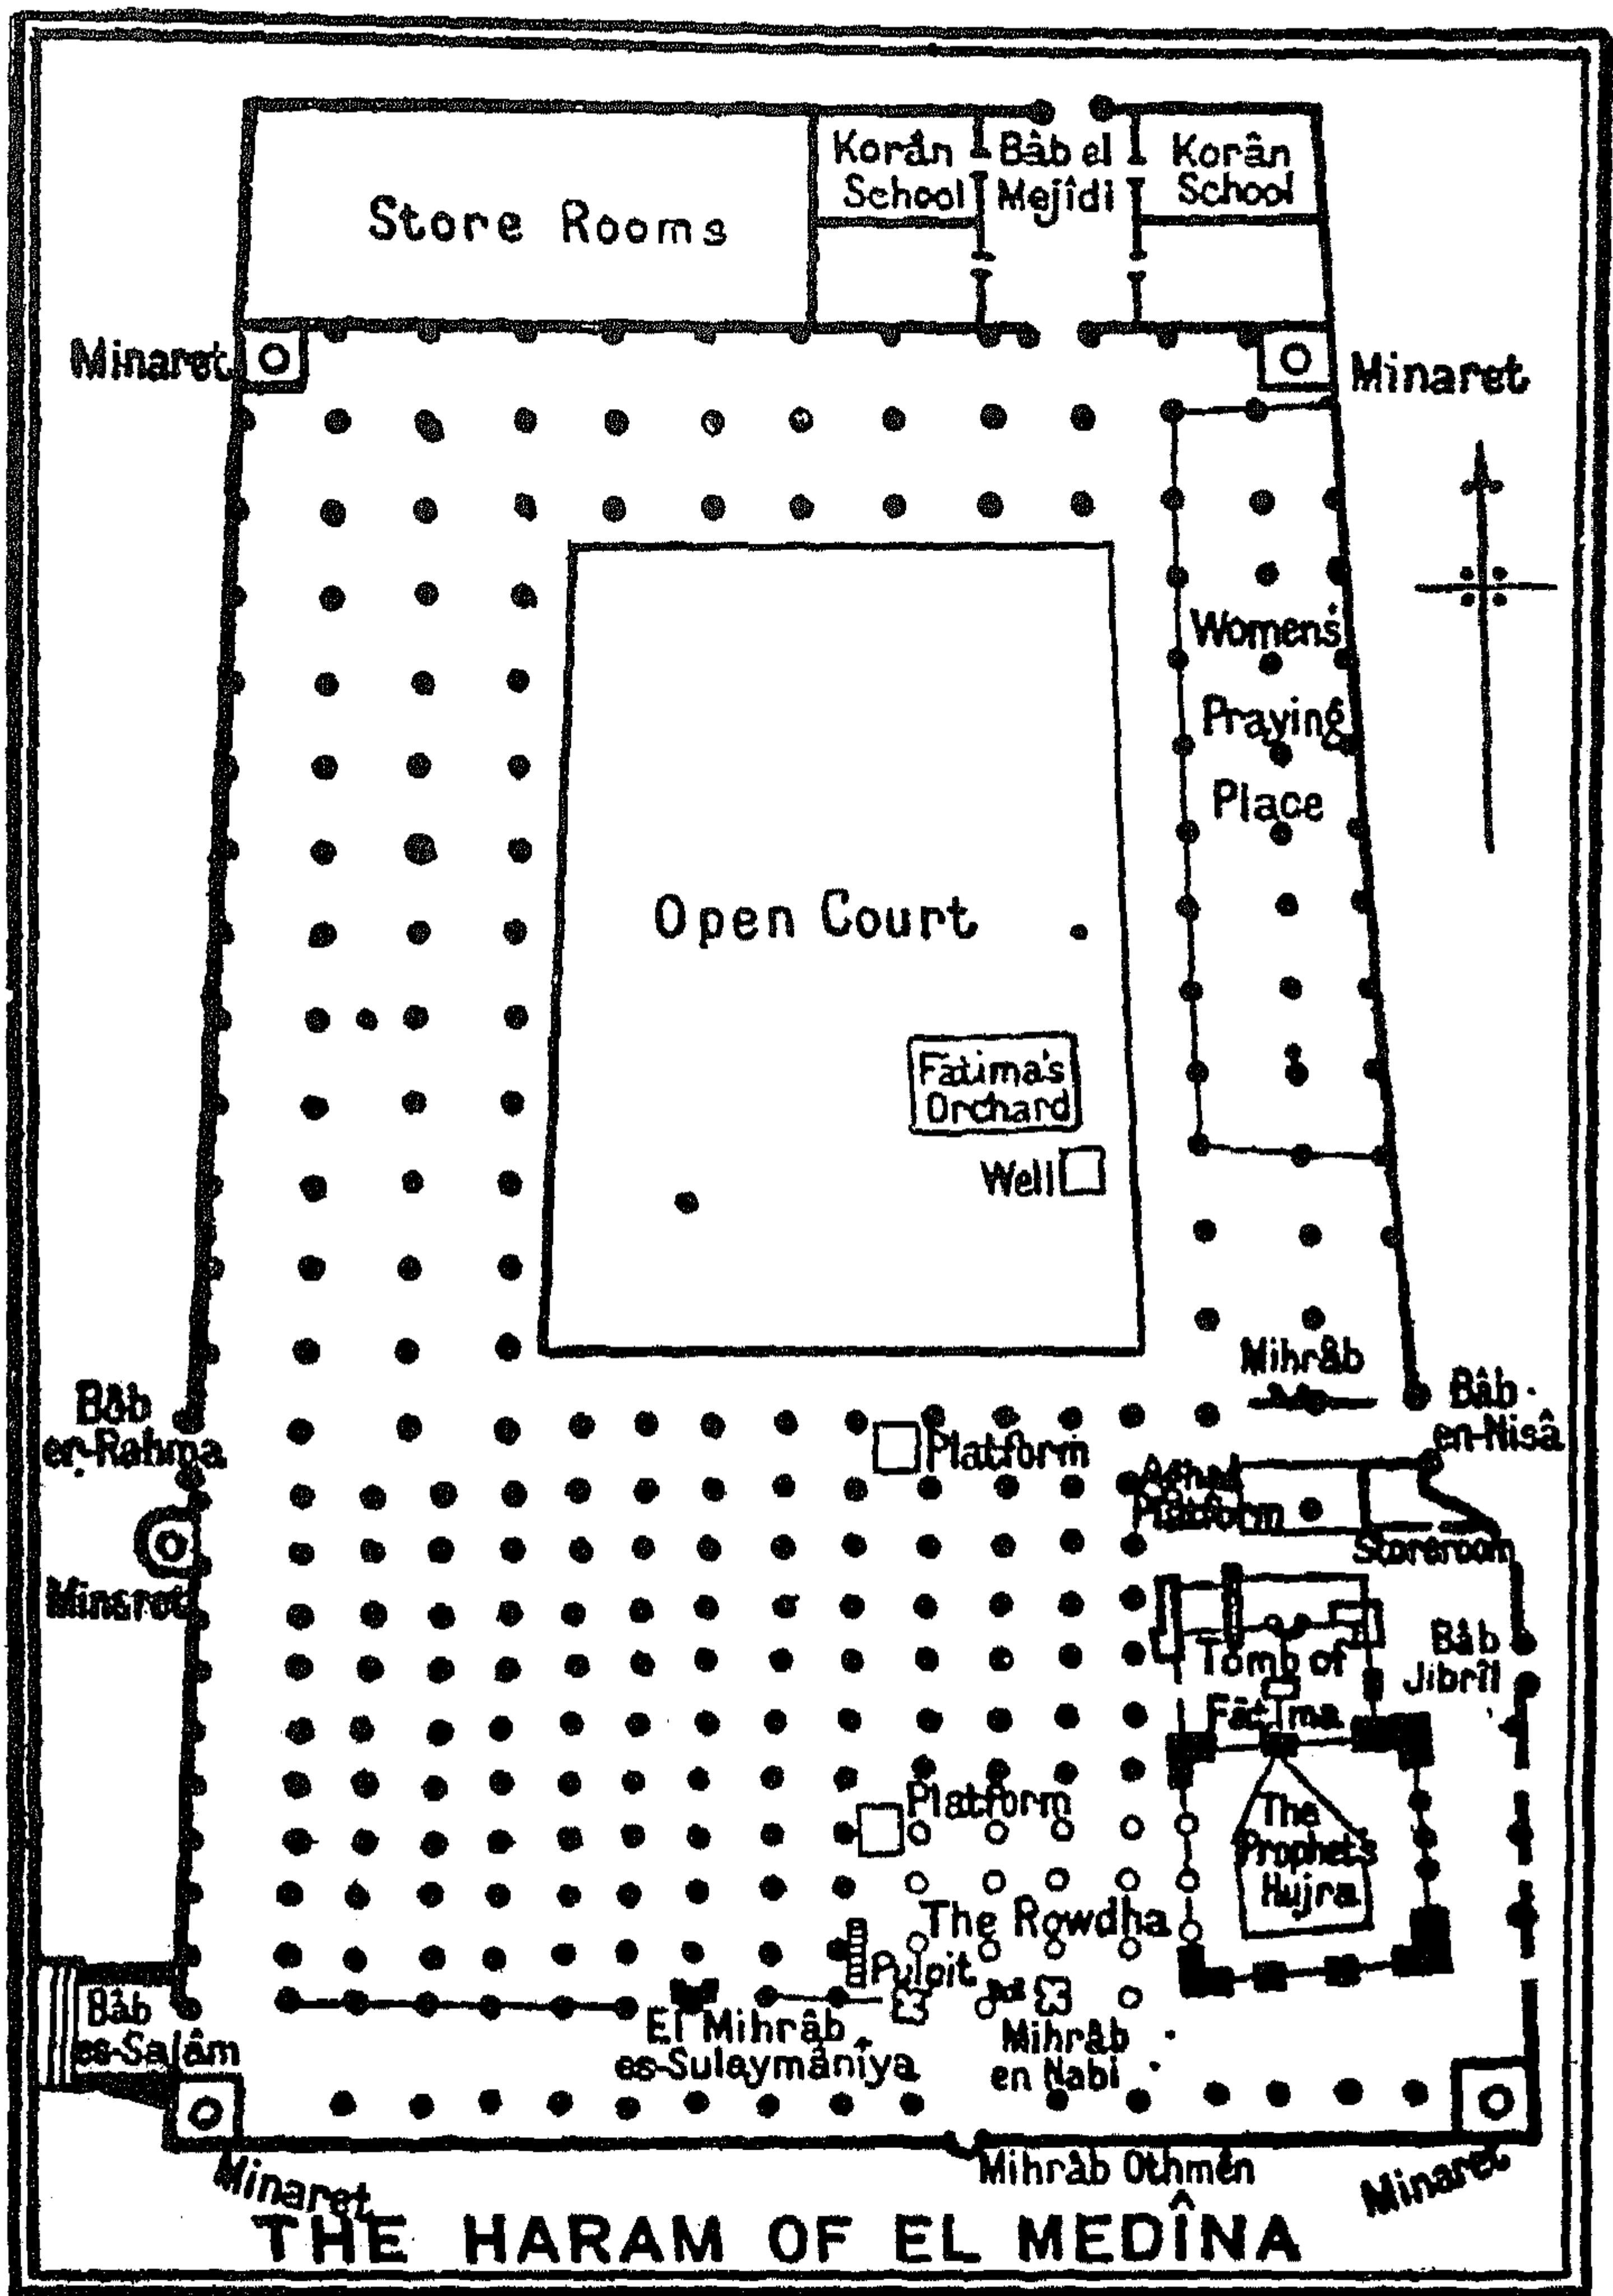 Korân
School
Bâb el
Mejîdi
Korân
School
Store Rooms
Minaret
Minaret
Womens'
Praying
Place
Open Court
Fâtima's
Orchard
Well
Mihrâb
Bâb
er-Rahma
Bâb
en-Nisâ
Platform
Platform
Storeroom
Minaret
Tomb of
Fâtima
Bâb
Jibrîl
Platform
The
Prophet's
Hujra
The Rowdha
Pulpit
Bâb
es-Salâm
El Mihrâb
es-Suleymânîya
Mihrâb
en Nabi
Mihrâb Othmân
Minaret
Minaret
THE HARAM OF EL MEDÎNA